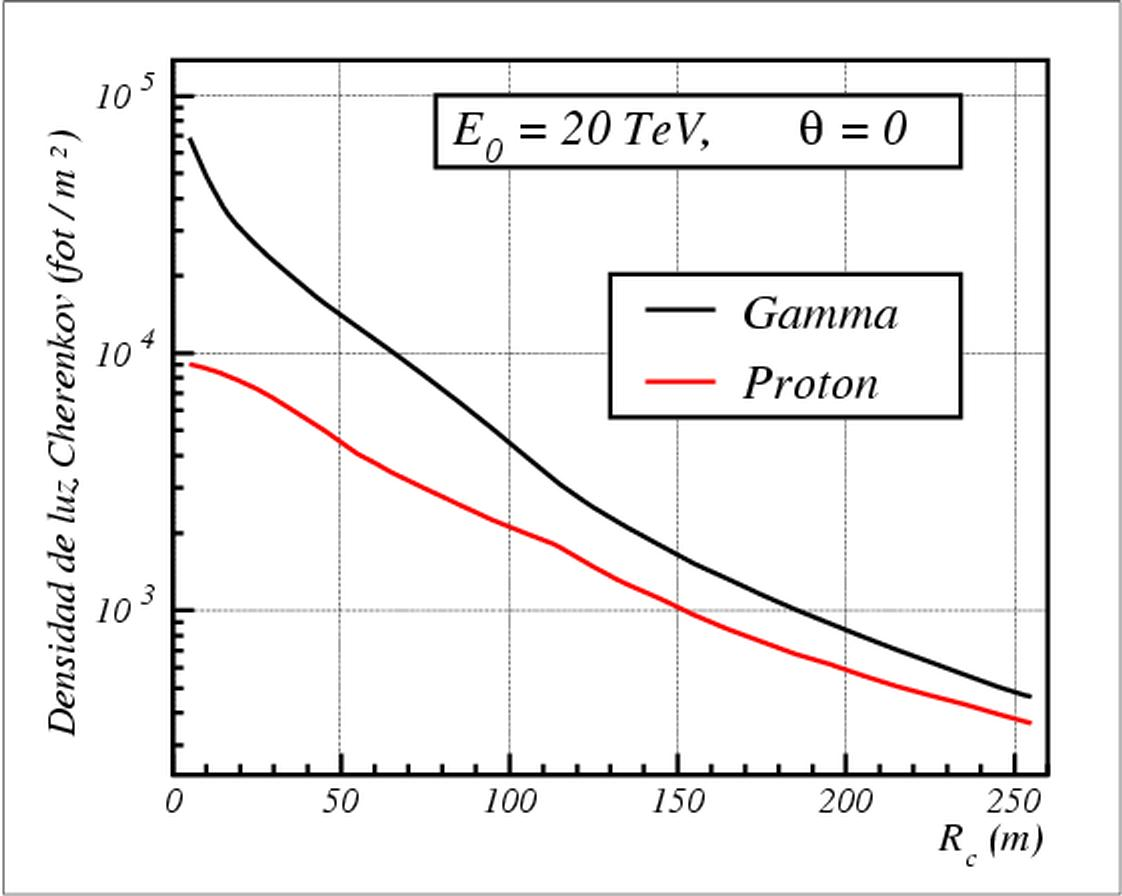 10 5
10 4
10 3
Densidad de luz Cherenkov (fot / m ² )
E0 = 20 TeV, θ = 0
Gamma
Proton
0 50 100 150 200 250
Rc (m)